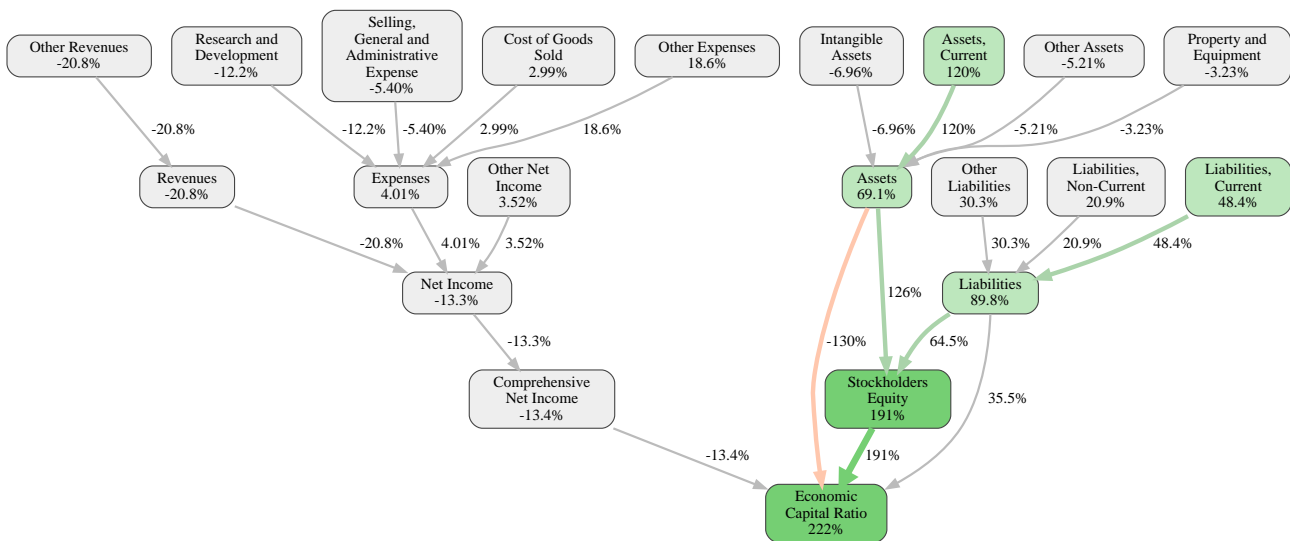 Other Revenues
-20.8%
Research and
Development
-12.2%
Selling,
General and
Administrative
Expense
-5.40%
Cost of Goods
Sold
2.99%
Other Expenses
18.6%
Intangible
Assets
-6.96%
Assets,
Current
120%
Other Assets
-5.21%
Property and
Equipment
-3.23%
-20.8%
-12.2%
-5.40%
2.99%
18.6%
-6.96%
120%
-5.21%
-3.23%
Revenues
-20.8%
Expenses
4.01%
Other Net
Income
3.52%
Assets
69.1%
Other
Liabilities
30.3%
Liabilities,
Non-Current
20.9%
Liabilities,
Current
48.4%
-20.8%
4.01%
3.52%
30.3%
20.9%
48.4%
Net Income
-13.3%
126%
Liabilities
89.8%
-13.3%
-130%
64.5%
Comprehensive
Net Income
-13.4%
Stockholders
Equity
191%
35.5%
-13.4%
191%
Economic
Capital Ratio
222%